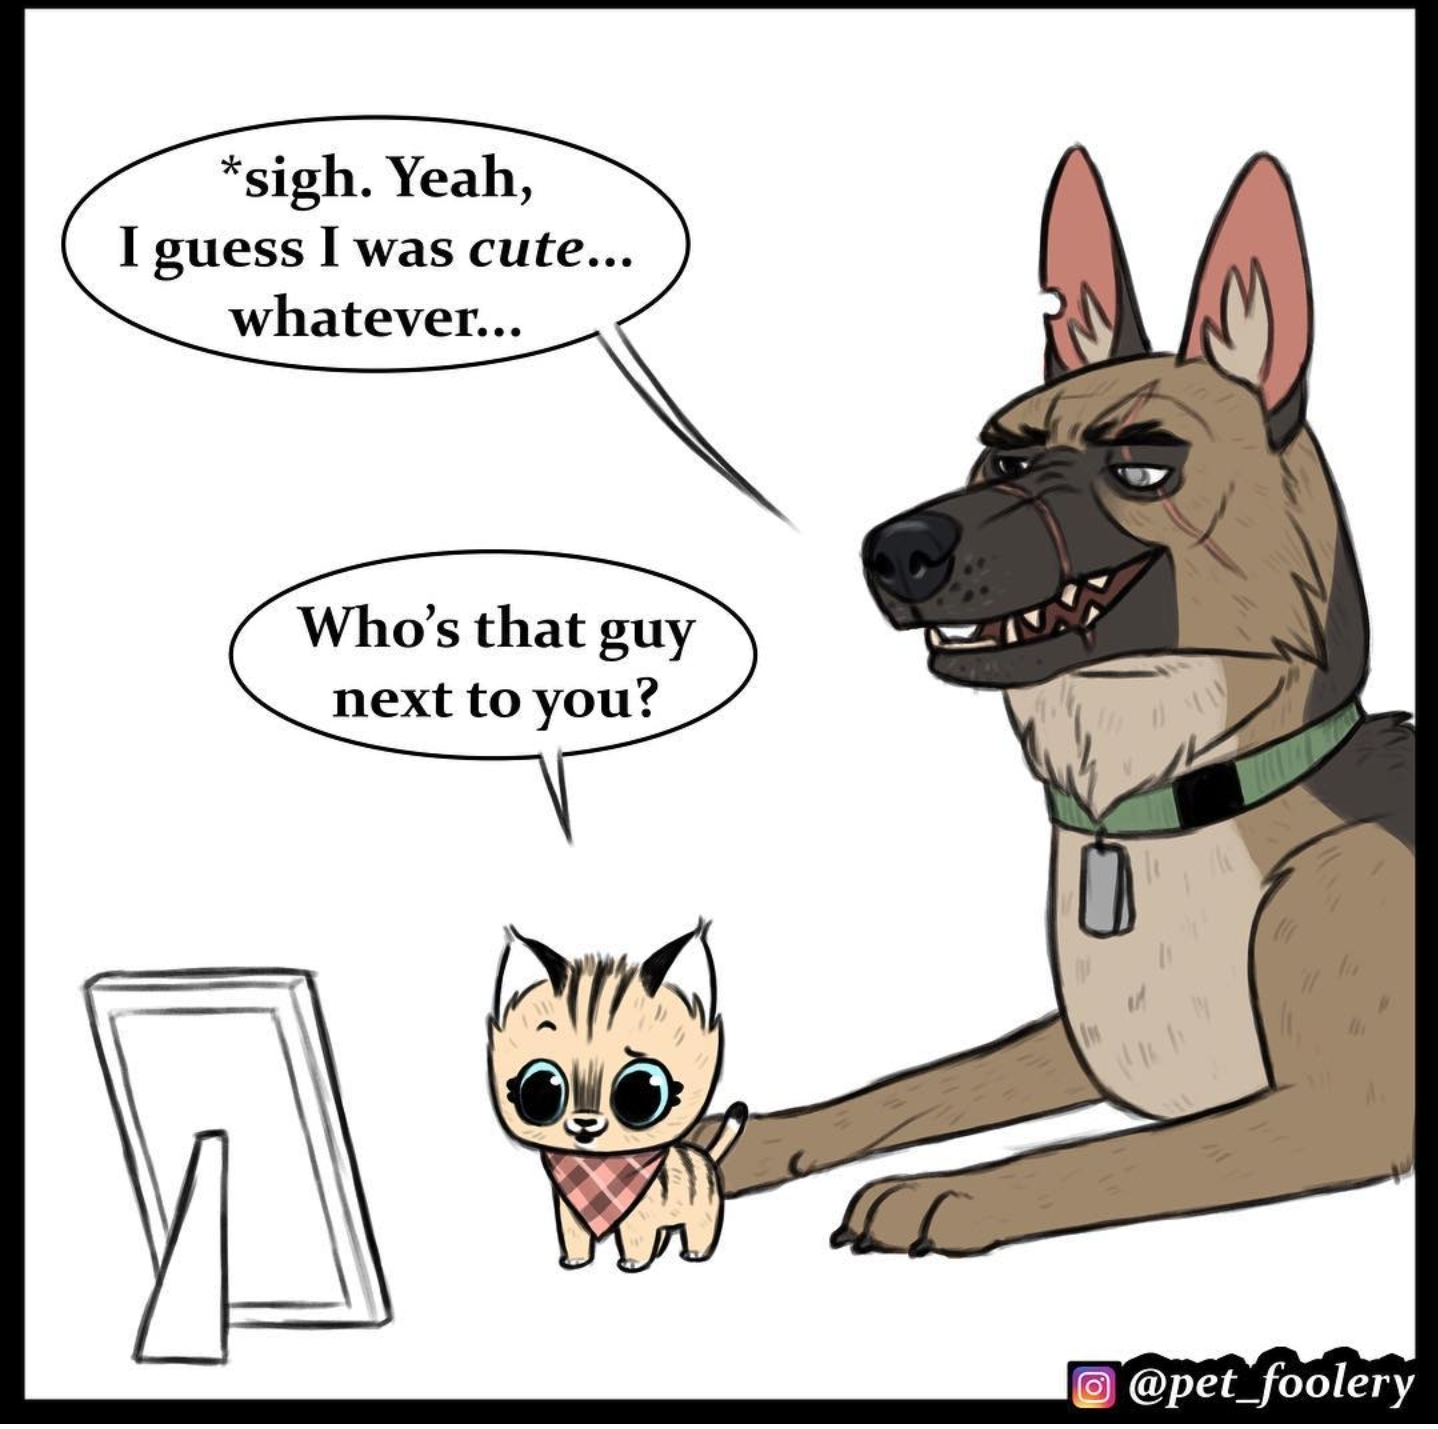 *sigh. Yeah,
I guess I was cute...
whatever...
Who's that guy
next to you?
@pet_foolery